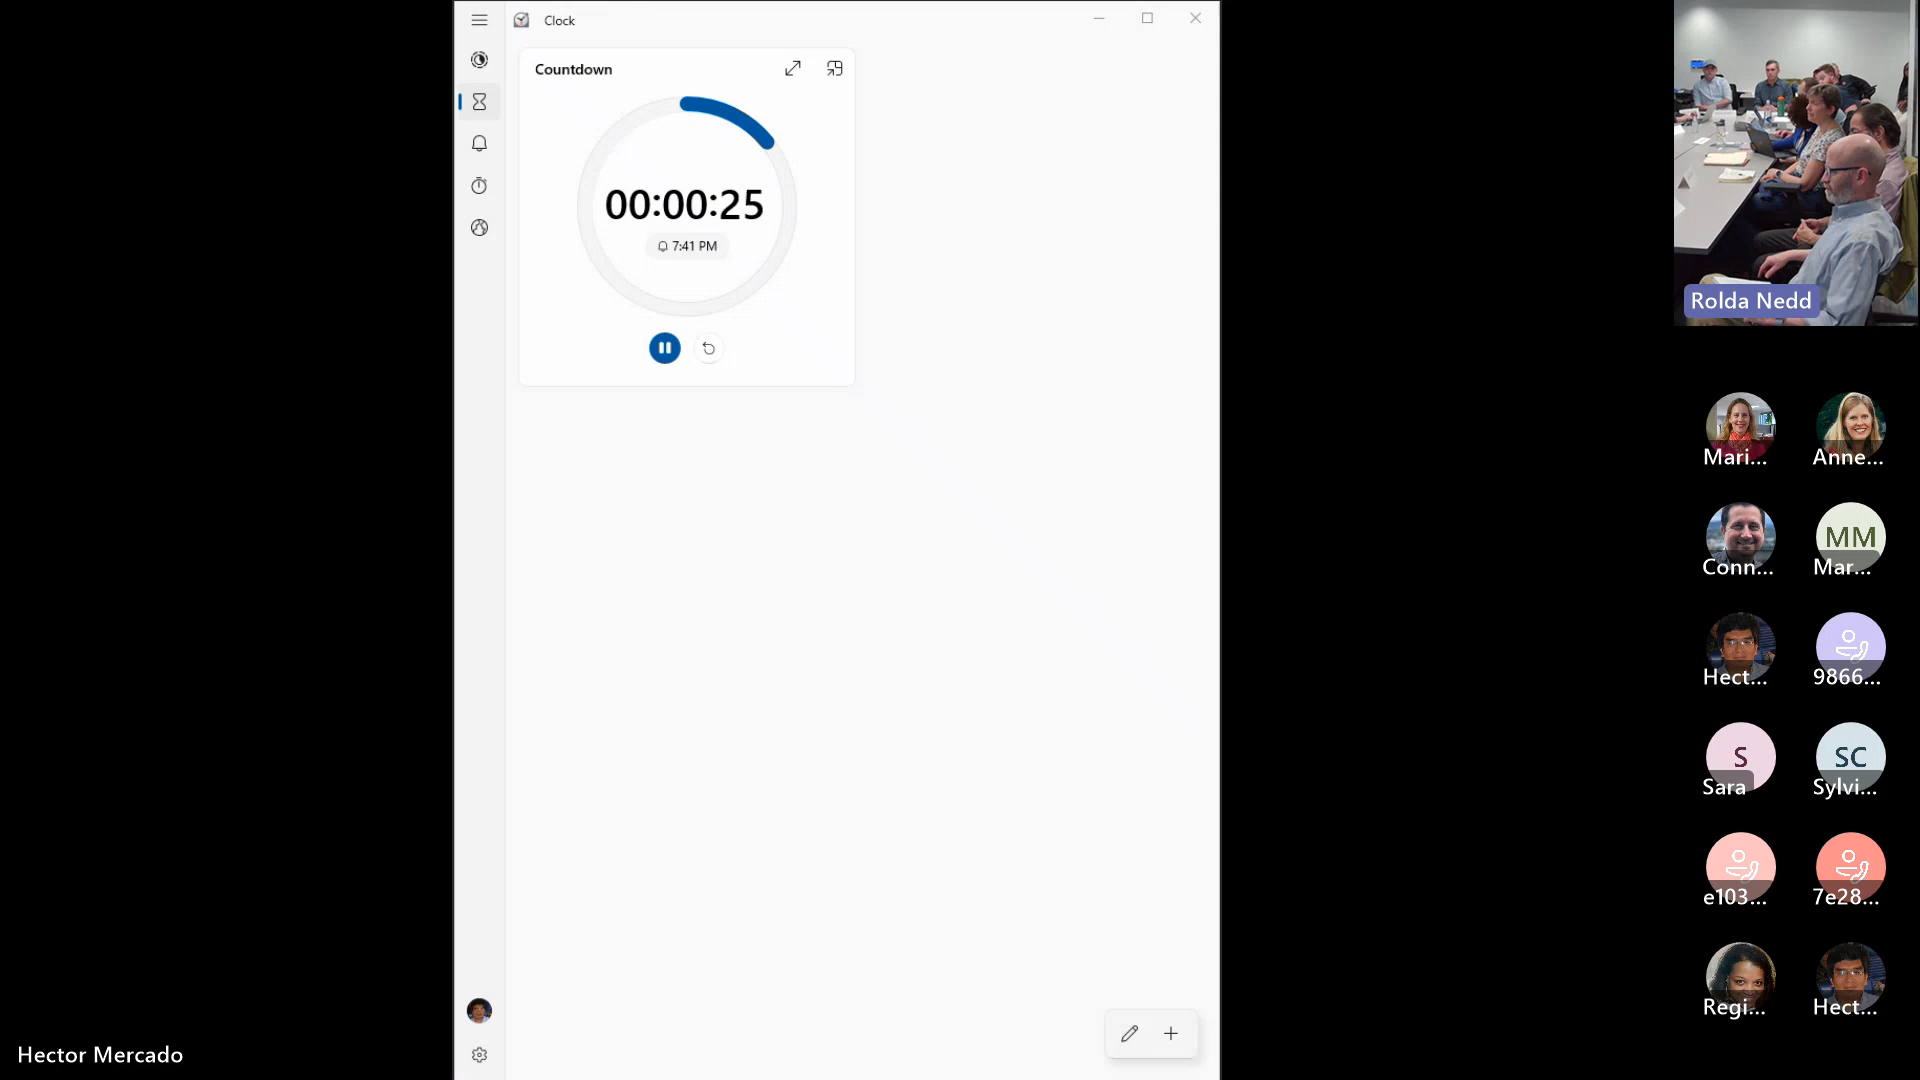 Clock
Countdown
00:00:25
7:41 PM
Rolda Nedd
Mari...
Anne...
Conn...
MM
Mar...
Hect...
9866...
S
Sara
SC
Sylvi...
e103...
7e28...
Regi...
Hect...
Hector Mercado